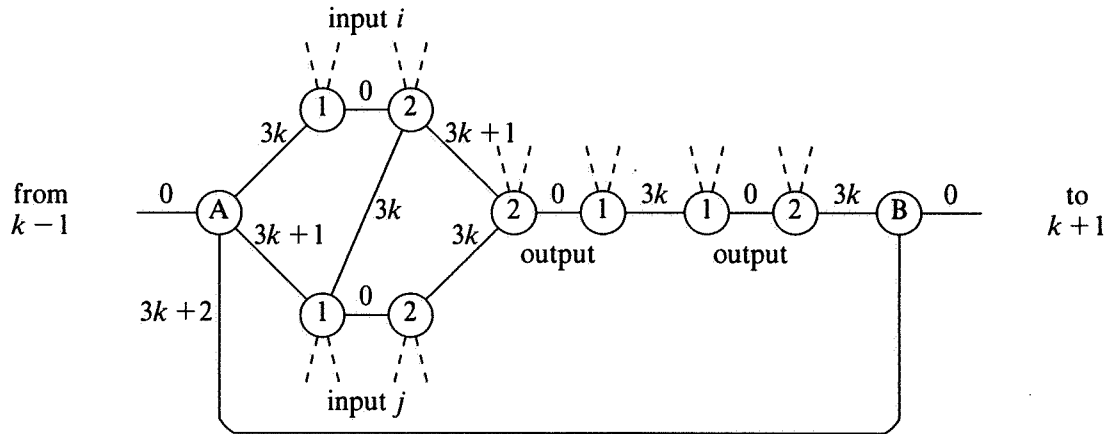 input i
1 0 2
3k 3k + 1
from k − 1
0 A 3k 2 0 1 3k 1 0 2 3k B 0
to k + 1
3k + 1 3k output output
3k + 2 1 0 2
input j